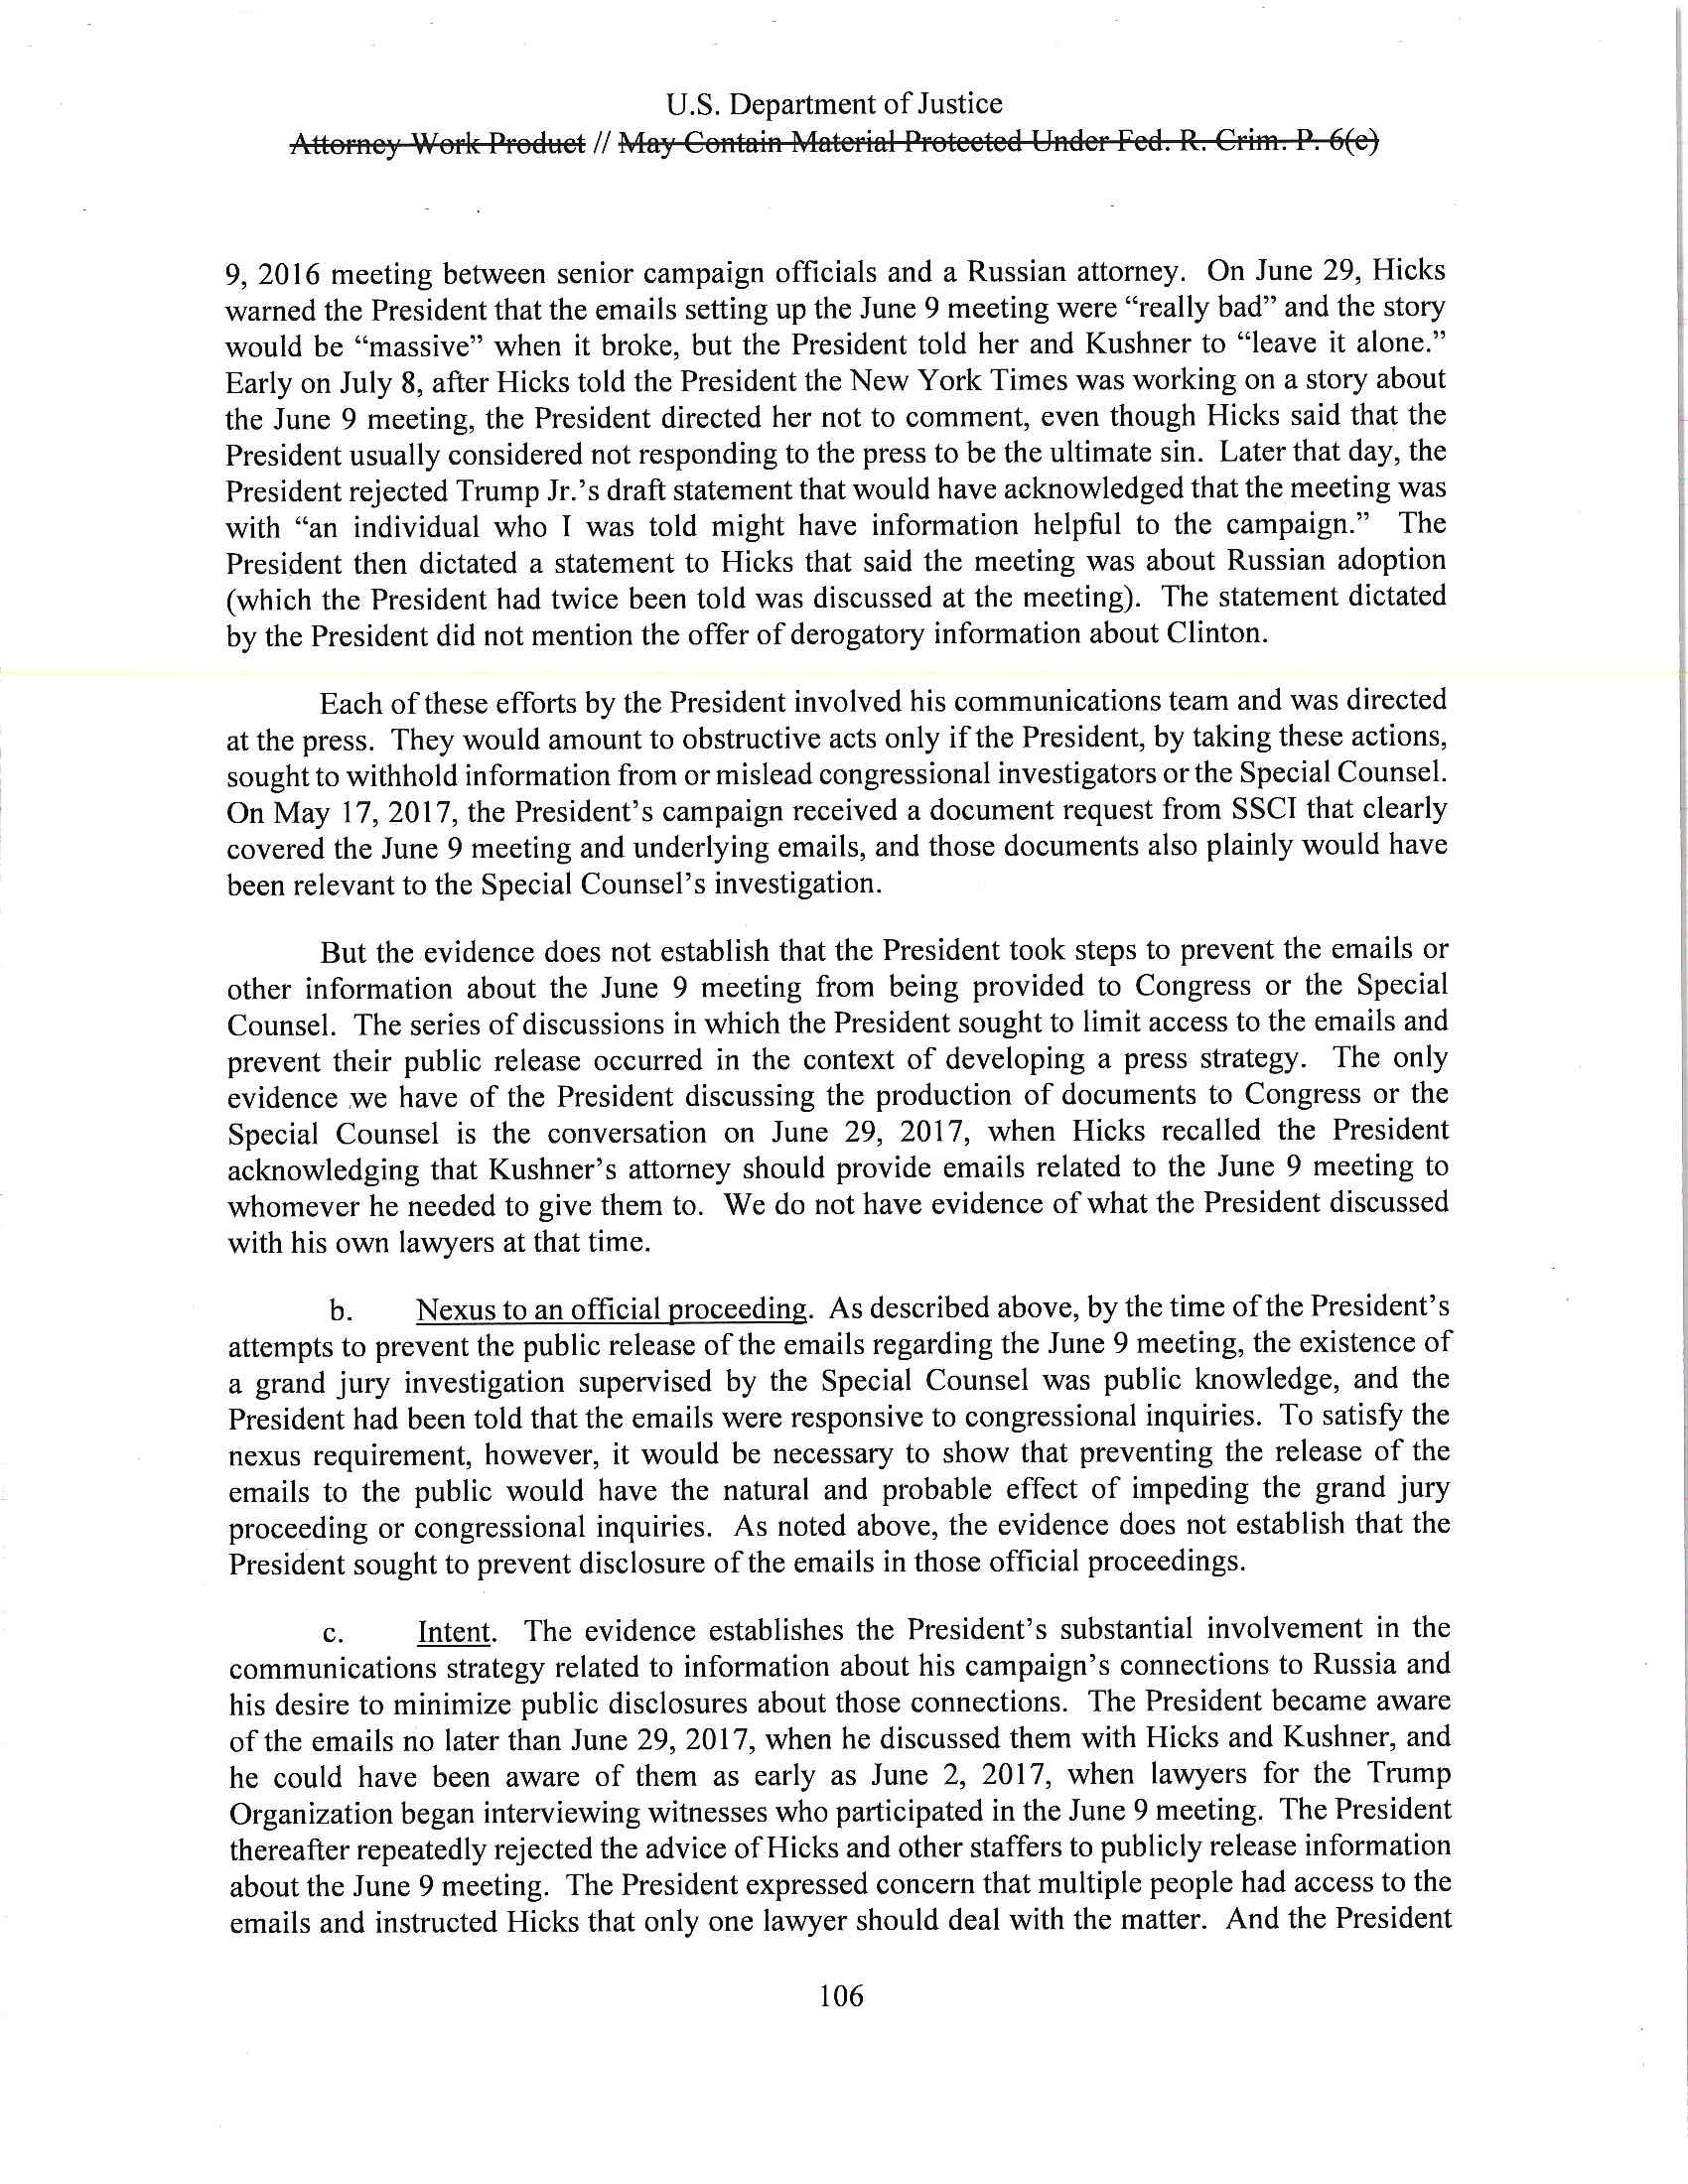 U.S. Department of Justice
Attorney Work Product // May Contain Material Protected Under Fed. R. Crim. P. 6(e)
9, 2016 meeting between senior campaign officials and a Russian attorney. On June 29, Hicks
warned the President that the emails setting up the June 9 meeting were “really bad” and the story
would be “massive” when it broke, but the President told her and Kushner to “leave it alone.”
Early on July 8, after Hicks told the President the New York Times was working on a story about
the June 9 meeting, the President directed her not to comment, even though Hicks said that the
President usually considered not responding to the press to be the ultimate sin. Later that day, the
President rejected Trump Jr.’s draft statement that would have acknowledged that the meeting was
with “an individual who I was told might have information helpful to the campaign.” The
President then dictated a statement to Hicks that said the meeting was about Russian adoption
(which the President had twice been told was discussed at the meeting). The statement dictated
by the President did not mention the offer of derogatory information about Clinton.
Each of these efforts by the President involved his communications team and was directed
at the press. They would amount to obstructive acts only if the President, by taking these actions,
sought to withhold information from or mislead congressional investigators or the Special Counsel.
On May 17, 2017, the President’s campaign received a document request from SSCI that clearly
covered the June 9 meeting and underlying emails, and those documents also plainly would have
been relevant to the Special Counsel’s investigation.
But the evidence does not establish that the President took steps to prevent the emails or
other information about the June 9 meeting from being provided to Congress or the Special
Counsel. The series of discussions in which the President sought to limit access to the emails and
prevent their public release occurred in the context of developing a press strategy. The only
evidence we have of the President discussing the production of documents to Congress or the
Special Counsel is the conversation on June 29, 2017, when Hicks recalled the President
acknowledging that Kushner’s attorney should provide emails related to the June 9 meeting to
whomever he needed to give them to. We do not have evidence of what the President discussed
with his own lawyers at that time.
b. Nexus to an official proceeding. As described above, by the time of the President’s
attempts to prevent the public release of the emails regarding the June 9 meeting, the existence of
a grand jury investigation supervised by the Special Counsel was public knowledge, and the
President had been told that the emails were responsive to congressional inquiries. To satisfy the
nexus requirement, however, it would be necessary to show that preventing the release of the
emails to the public would have the natural and probable effect of impeding the grand jury
proceeding or congressional inquiries. As noted above, the evidence does not establish that the
President sought to prevent disclosure of the emails in those official proceedings.
c. Intent. The evidence establishes the President’s substantial involvement in the
communications strategy related to information about his campaign’s connections to Russia and
his desire to minimize public disclosures about those connections. The President became aware
of the emails no later than June 29, 2017, when he discussed them with Hicks and Kushner, and
he could have been aware of them as early as June 2, 2017, when lawyers for the Trump
Organization began interviewing witnesses who participated in the June 9 meeting. The President
thereafter repeatedly rejected the advice of Hicks and other staffers to publicly release information
about the June 9 meeting. The President expressed concern that multiple people had access to the
emails and instructed Hicks that only one lawyer should deal with the matter. And the President
106